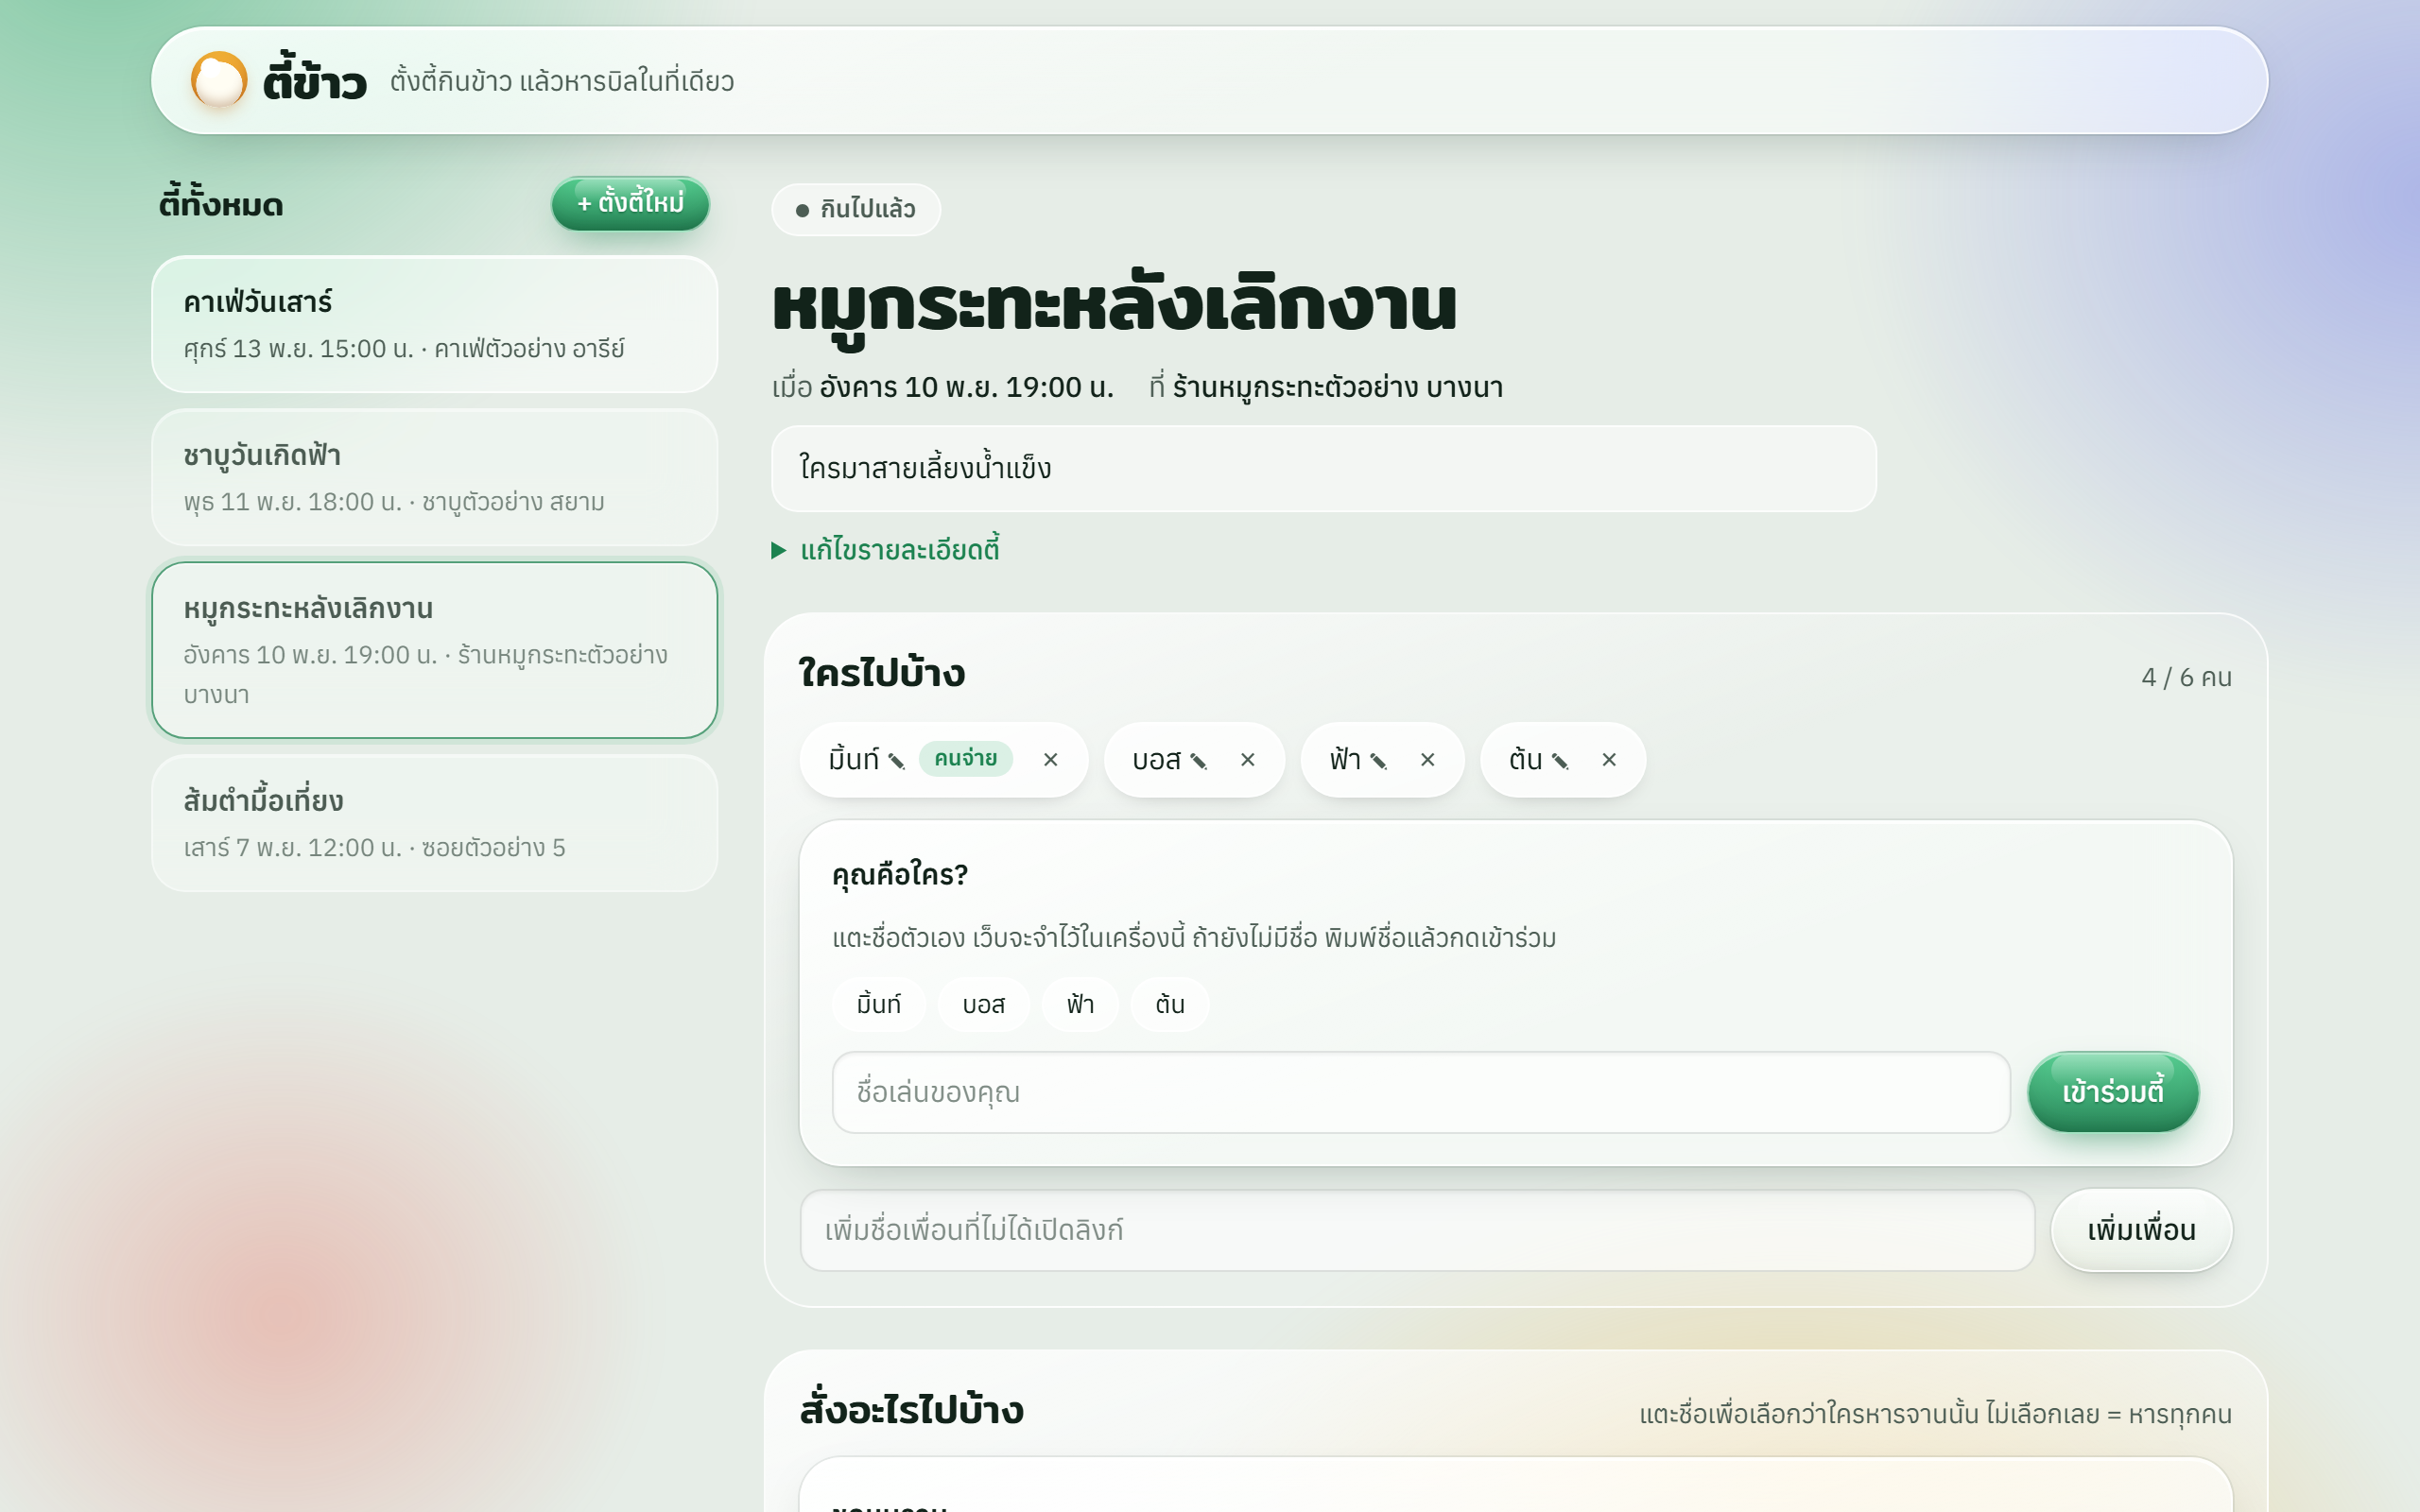 ตี้ข้าว ตั้งตี้กินข้าว แล้วหารบิลในที่เดียว
ตี้ทั้งหมด
+ ตั้งตี้ใหม่
คาเฟ่วันเสาร์
ศุกร์ 13 พ.ย. 15:00 น. · คาเฟ่ตัวอย่าง อารีย์
ชาบูวันเกิดฟ้า
พุธ 11 พ.ย. 18:00 น. · ชาบูตัวอย่าง สยาม
หมูกระทะหลังเลิกงาน
อังคาร 10 พ.ย. 19:00 น. · ร้านหมูกระทะตัวอย่าง
บางนา
ส้มตำมื้อเที่ยง
เสาร์ 7 พ.ย. 12:00 น. · ซอยตัวอย่าง 5
กินไปแล้ว
หมูกระทะหลังเลิกงาน
เมื่อ อังคาร 10 พ.ย. 19:00 น. ที่ ร้านหมูกระทะตัวอย่าง บางนา
ใครมาสายเลี้ยงน้ำแข็ง
แก้ไขรายละเอียดตี้
ใครไปบ้าง
4 / 6 คน
มิ้นท์ คนจ่าย × บอส × ฟ้า × ต้น ×
คุณคือใคร?
แตะชื่อตัวเอง เว็บจะจำไว้ในเครื่องนี้ ถ้ายังไม่มีชื่อ พิมพ์ชื่อแล้วกดเข้าร่วม
มิ้นท์ บอส ฟ้า ต้น
ชื่อเล่นของคุณ
เข้าร่วมตี้
เพิ่มชื่อเพื่อนที่ไม่ได้เปิดลิงก์
เพิ่มเพื่อน
สั่งอะไรไปบ้าง
แตะชื่อเพื่อเลือกว่าใครหารจานนั้น ไม่เลือกเลย = หารทุกคน